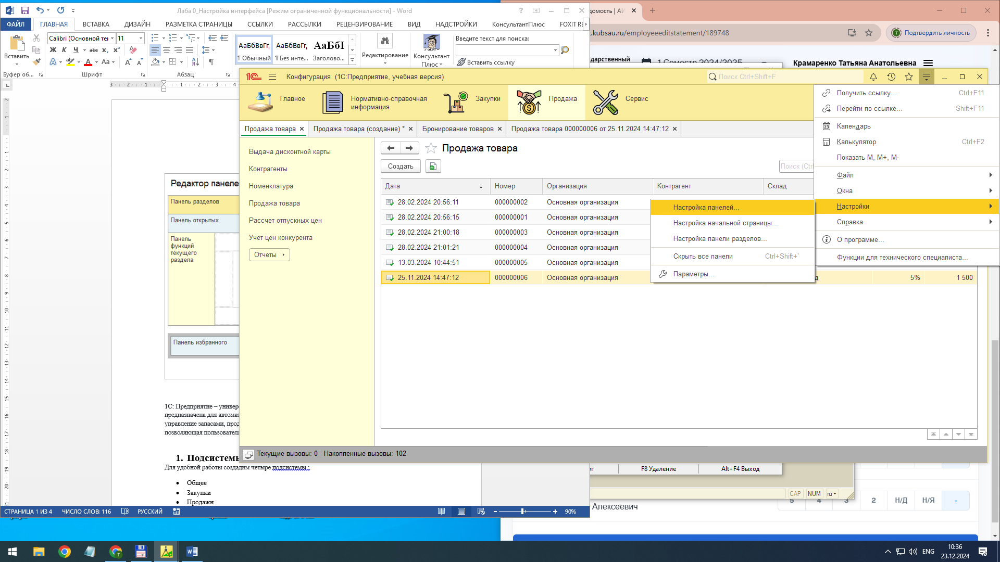 Лаба 0_Настройка интерфейса [Режим ограниченной функциональности] - Word
ФАЙЛ ГЛАВНАЯ ВСТАВКА ДИЗАЙН РАЗМЕТКА СТРАНИЦЫ ССЫЛКИ РАССЫЛКИ РЕЦЕНЗИРОВАНИЕ ВИД НАДСТРОЙКИ КонсультантПлюс FOXIT RE
Вставить
Calibri (Основной тек 11
Ж К Ч abc x₂ x²
Aa
Буфер об... Шрифт Абзац
АаБбВвГг, АаБбВвГг, АаБбІ
¶ Обычный ¶ Без инте... Заголово...
Редактирование
Консультант Плюс
Введите текст для поиска:
Вставить ссылку
домость | АИ
.kubsau.ru/employeeeditstatement/189748
Подтвердить личность
1 Семестр 2024/2025
Крамаренко Татьяна Анатольевна
Конфигурация (1С:Предприятие, учебная версия)
Поиск Ctrl+Shift+F
Главное
Нормативно-справочная информация
Закупки
Продажа
Сервис
Продажа товара
Продажа товара (создание) *
Бронирование товаров
Продажа товара 000000006 от 25.11.2024 14:47:12
Выдача дисконтной карты
Контрагенты
Номенклатура
Продажа товара
Рассчет отпускных цен
Учет цен конкурента
Отчеты
Продажа товара
Создать
Поиск (Ctrl
Дата Номер Организация Контрагент Склад
28.02.2024 20:56:11 000000002 Основная организация
28.02.2024 20:56:15 000000001 Основная организация
28.02.2024 21:00:18 000000003 Основная организация
28.02.2024 21:01:21 000000004 Основная организация
13.03.2024 10:44:51 000000005 Основная организация
25.11.2024 14:47:12 000000006 Основная организация 5% 1 500
Получить ссылку... Ctrl+F11
Перейти по ссылке... Shift+F11
Календарь
Калькулятор Ctrl+F2
Показать M, M+, M-
Файл
Окна
Настройки
Справка
О программе...
Функции для технического специалиста...
Настройка панелей...
Настройка начальной страницы...
Настройка панели разделов...
Скрыть все панели Ctrl+Shift+`
Параметры...
Текущие вызовы: 0 Накопленные вызовы: 102
Редактор панеле
Панель разделов
Панель открытых
Панель функций текущего раздела
Панель избранного
1С: Предприятие – универс
предназначена для автомат
управление запасами, прод
позволяющая пользовател
1. Подсистемы
Для удобной работы создадим четыре подсистемы :
Общее
Закупки
Продажи
F8 Удаление Alt+F4 Выход
CAP NUM ru
Алексеевич
5 4 3 2 Н/Д Н/Я -
СТРАНИЦА 1 ИЗ 4 ЧИСЛО СЛОВ: 116 РУССКИЙ 90%
ENG
10:36
23.12.2024